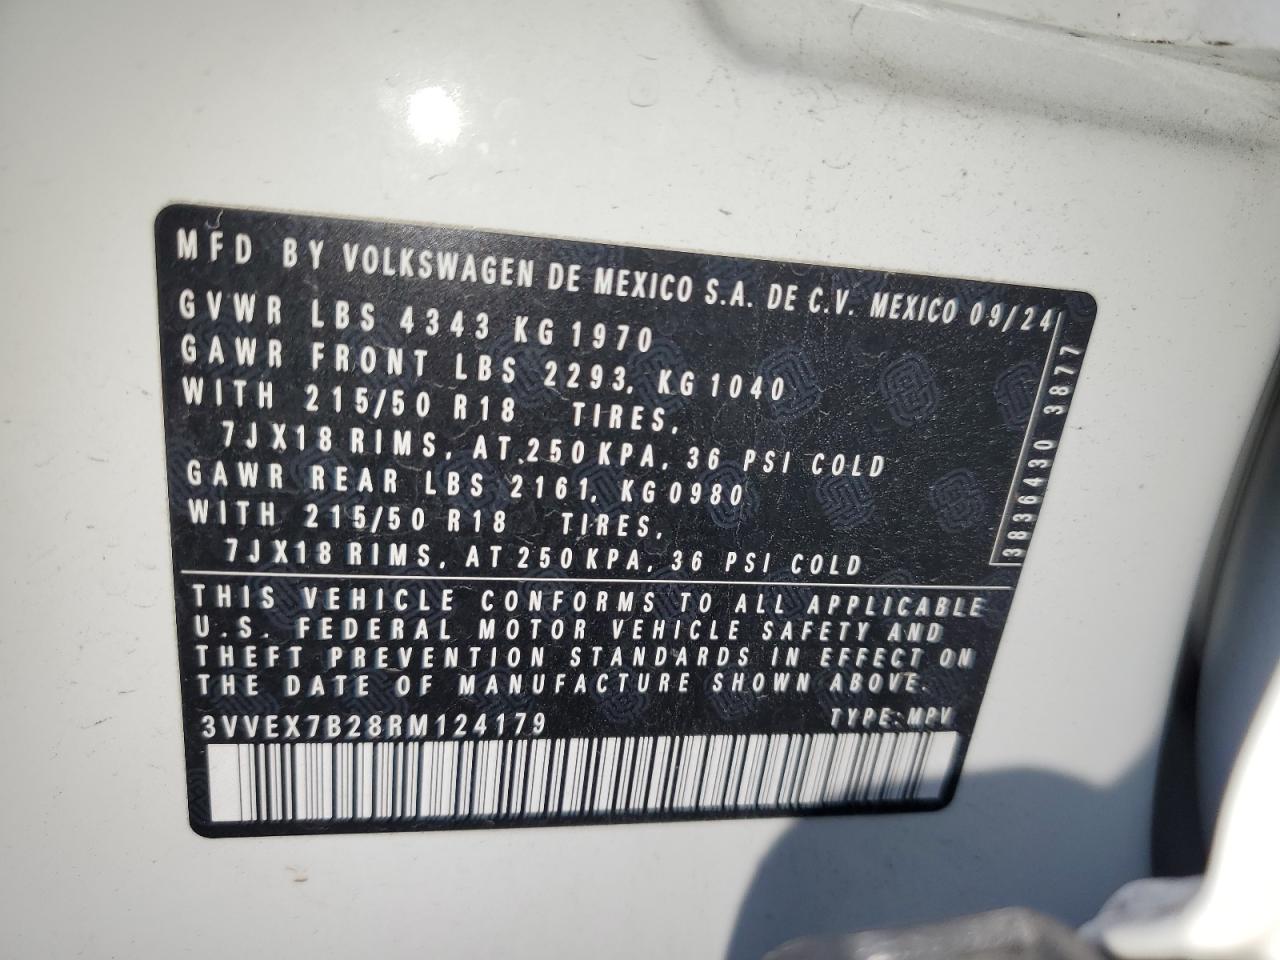 MFD BY VOLKSWAGEN DE MEXICO S.A. DE C.V. MEXICO 09/24
GVWR LBS 4343 KG 1970
GAWR FRONT LBS 2293, KG 1040
WITH 215/50 R18 TIRES,
7JX18 RIMS, AT 250 KPA, 36 PSI COLD
GAWR REAR LBS 2161, KG0980
WITH 215/50 R18 TIRES,
7JX18 RIMS, AT 250 KPA, 36 PSI COLD
3836430 3877
THIS VEHICLE CONFORMS TO ALL APPLICABLE
U.S. FEDERAL MOTOR VEHICLE SAFETY AND
THEFT PREVENTION STANDARDS IN EFFECT ON
THE DATE OF MANUFACTURE SHOWN ABOVE.
3VVEX7B28RM124179 TYPE:MPV